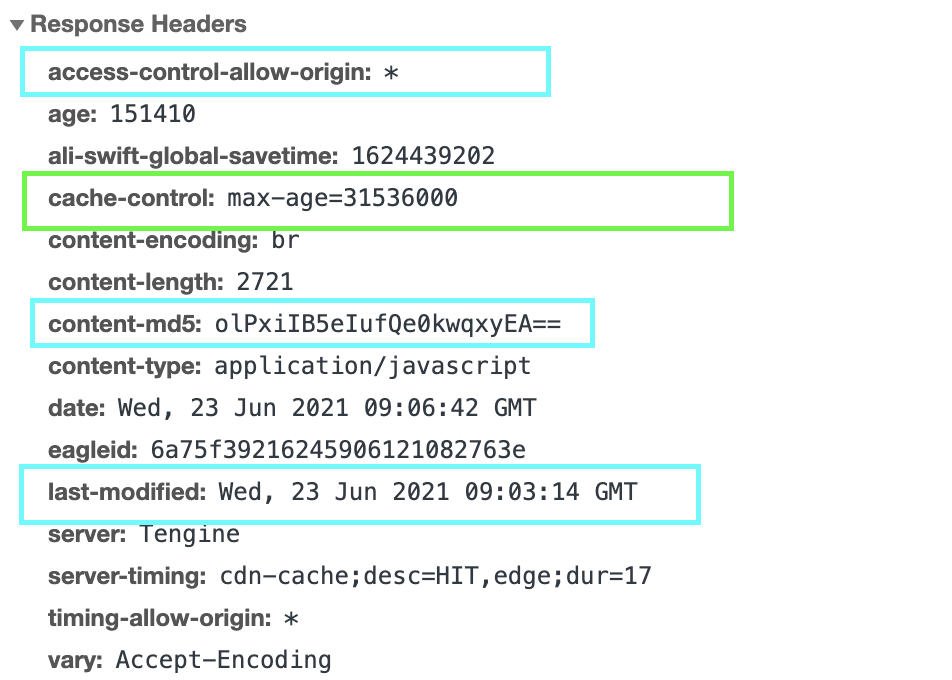 Response Headers
access-control-allow-origin: *
age: 151410
ali-swift-global-savetime: 1624439202
cache-control: max-age=31536000
content-encoding: br
content-length: 2721
content-md5: olPxiIB5eIufQe0kwqxyEA==
content-type: application/javascript
date: Wed, 23 Jun 2021 09:06:42 GMT
eagleid: 6a75f39216245906121082763e
last-modified: Wed, 23 Jun 2021 09:03:14 GMT
server: Tengine
server-timing: cdn-cache;desc=HIT,edge;dur=17
timing-allow-origin: *
vary: Accept-Encoding